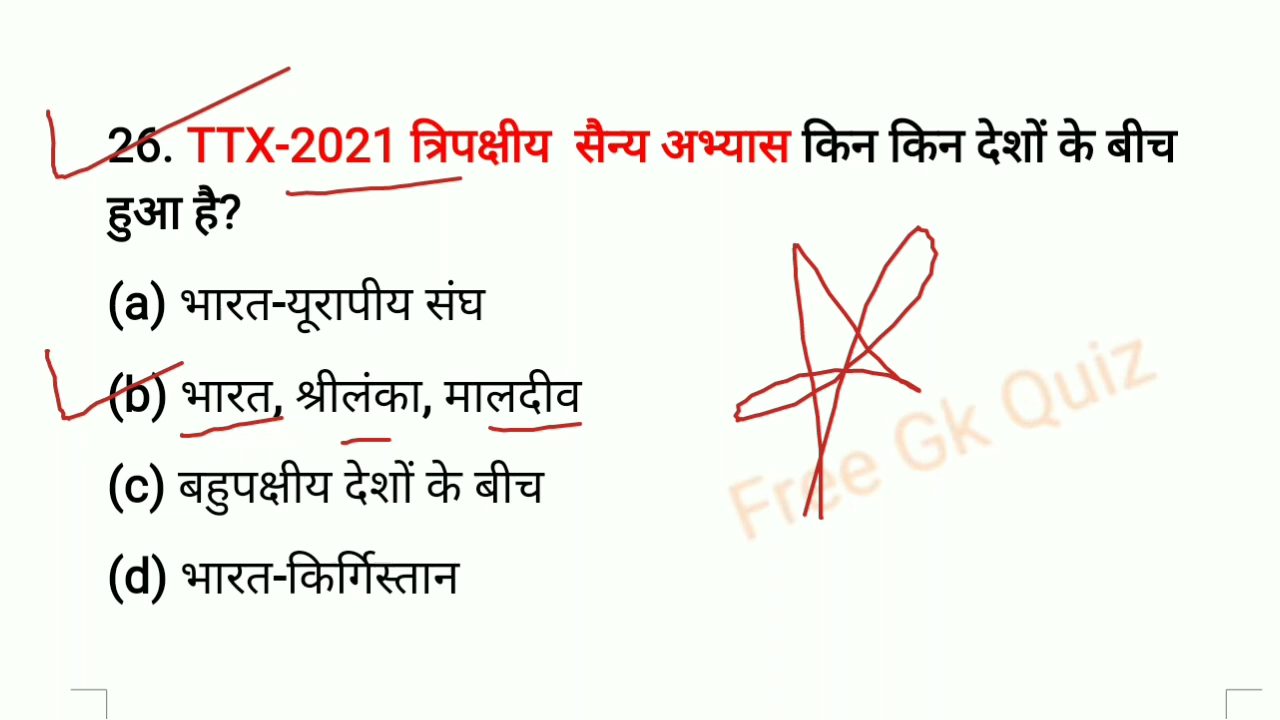 26. TTX-2021 त्रिपक्षीय सैन्य अभ्यास किन किन देशों के बीच
हुआ है?
(a) भारत-यूरापीय संघ
(b) भारत, श्रीलंका, मालदीव
(c) बहुपक्षीय देशों के बीच
(d) भारत-किर्गिस्तान
Free Gk Quiz